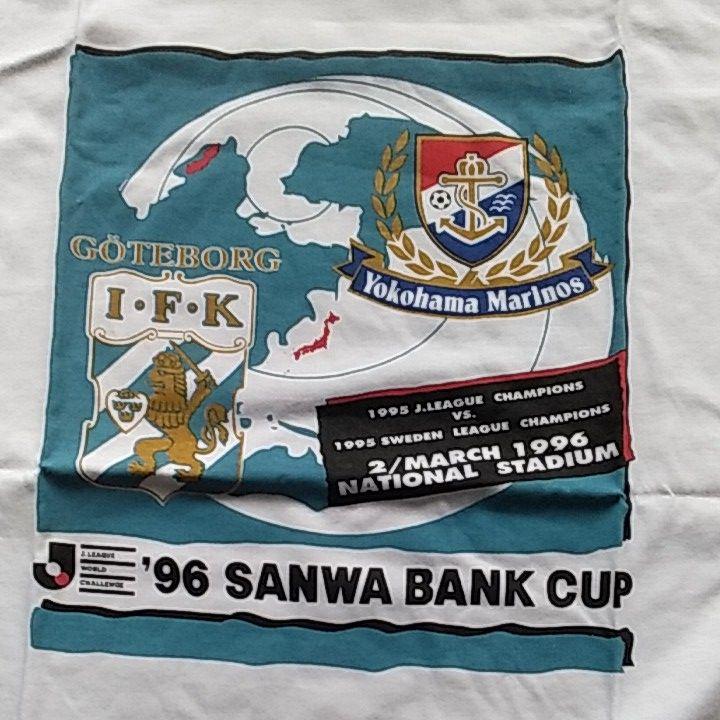 GÖTEBORG
I·F·K
Yokohama Marinos
1995 J.LEAGUE CHAMPIONS
VS.
1995 SWEDEN LEAGUE CHAMPIONS
2/MARCH 1996
NATIONAL STADIUM
J.LEAGUE
WORLD
CHALLENGE
'96 SANWA BANK CUP